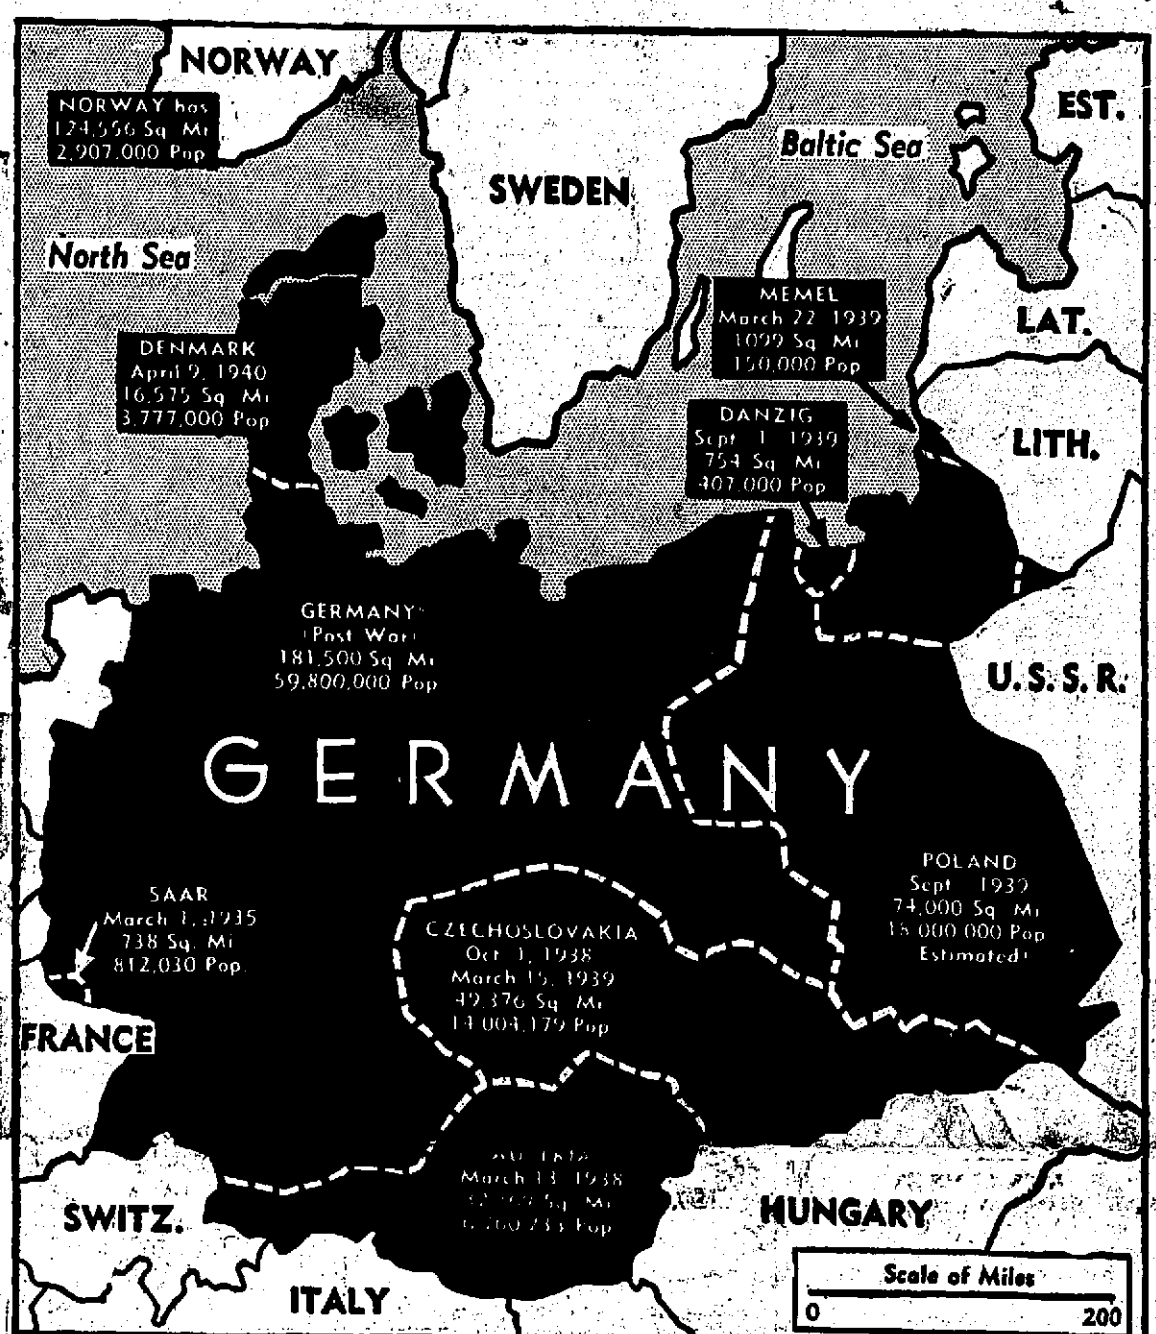 NORWAY
NORWAY has
124,556 Sq. Mi
2,907,000 Pop
SWEDEN
Baltic Sea
EST.
North Sea
MEMEL
March 22 1939
1099 Sq Mi
150,000 Pop
LAT.
DENMARK
April 9, 1940
16,575 Sq Mi
3,777,000 Pop
DANZIG
Sept 1 1939
754 Sq Mi
407,000 Pop
LITH.
GERMANY
(Post War)
181,500 Sq Mi
59,800,000 Pop
U.S.S.R.
GERMANY
SAAR
March 1, 1935
738 Sq. Mi
812,030 Pop.
CZECHOSLOVAKIA
Oct 1, 1938
March 15, 1939
49,376 Sq Mi
14,004,179 Pop
POLAND
Sept 1939
74,000 Sq Mi
000,000 Pop
Estimated)
FRANCE
March 13 1938
Sq Mi
Pop
SWITZ.
HUNGARY
ITALY
Scale of Miles
0 200